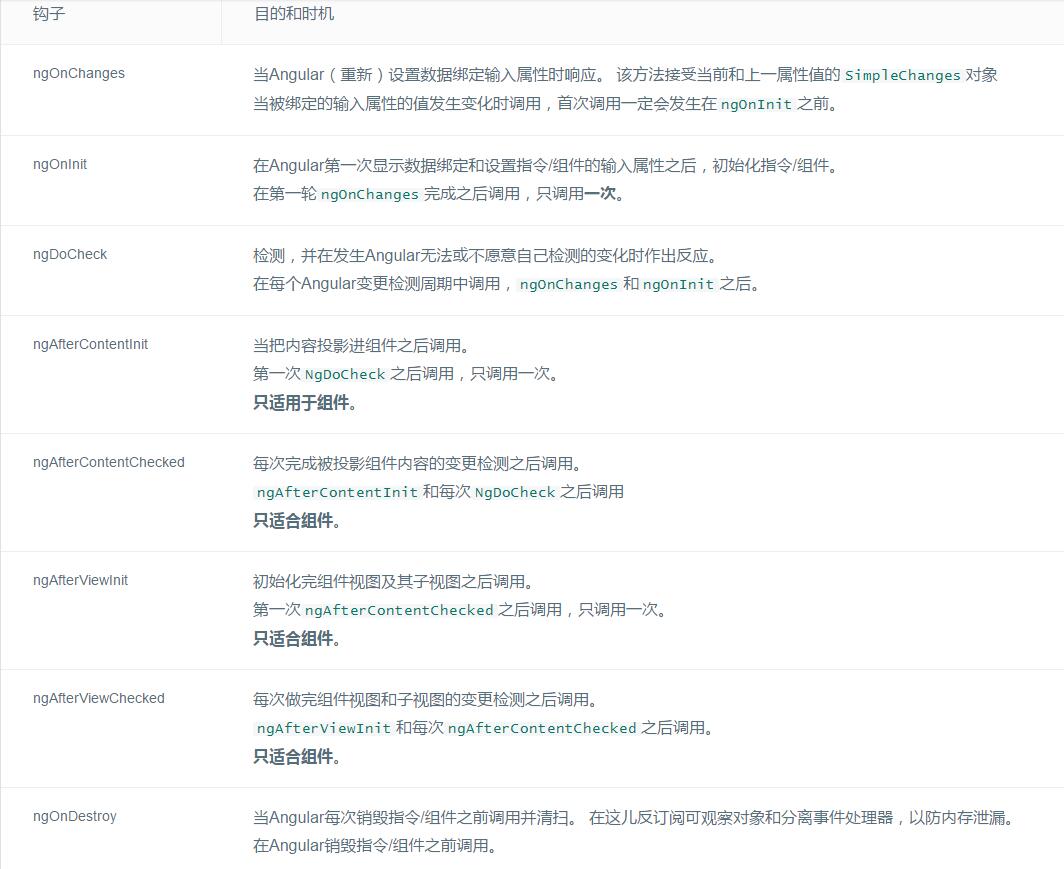 钩子 目的和时机
ngOnChanges 当Angular（重新）设置数据绑定输入属性时响应。 该方法接受当前和上一属性值的 SimpleChanges 对象
当被绑定的输入属性的值发生变化时调用，首次调用一定会发生在 ngOnInit 之前。
ngOnInit 在Angular第一次显示数据绑定和设置指令/组件的输入属性之后，初始化指令/组件。
在第一轮 ngOnChanges 完成之后调用，只调用一次。
ngDoCheck 检测，并在发生Angular无法或不愿意自己检测的变化时作出反应。
在每个Angular变更检测周期中调用， ngOnChanges 和 ngOnInit 之后。
ngAfterContentInit 当把内容投影进组件之后调用。
第一次 NgDoCheck 之后调用，只调用一次。
只适用于组件。
ngAfterContentChecked 每次完成被投影组件内容的变更检测之后调用。
ngAfterContentInit 和每次 NgDoCheck 之后调用
只适合组件。
ngAfterViewInit 初始化完组件视图及其子视图之后调用。
第一次 ngAfterContentChecked 之后调用，只调用一次。
只适合组件。
ngAfterViewChecked 每次做完组件视图和子视图的变更检测之后调用。
ngAfterViewInit 和每次 ngAfterContentChecked 之后调用。
只适合组件。
ngOnDestroy 当Angular每次销毁指令/组件之前调用并清扫。 在这儿反订阅可观察对象和分离事件处理器，以防内存泄漏。
在Angular销毁指令/组件之前调用。